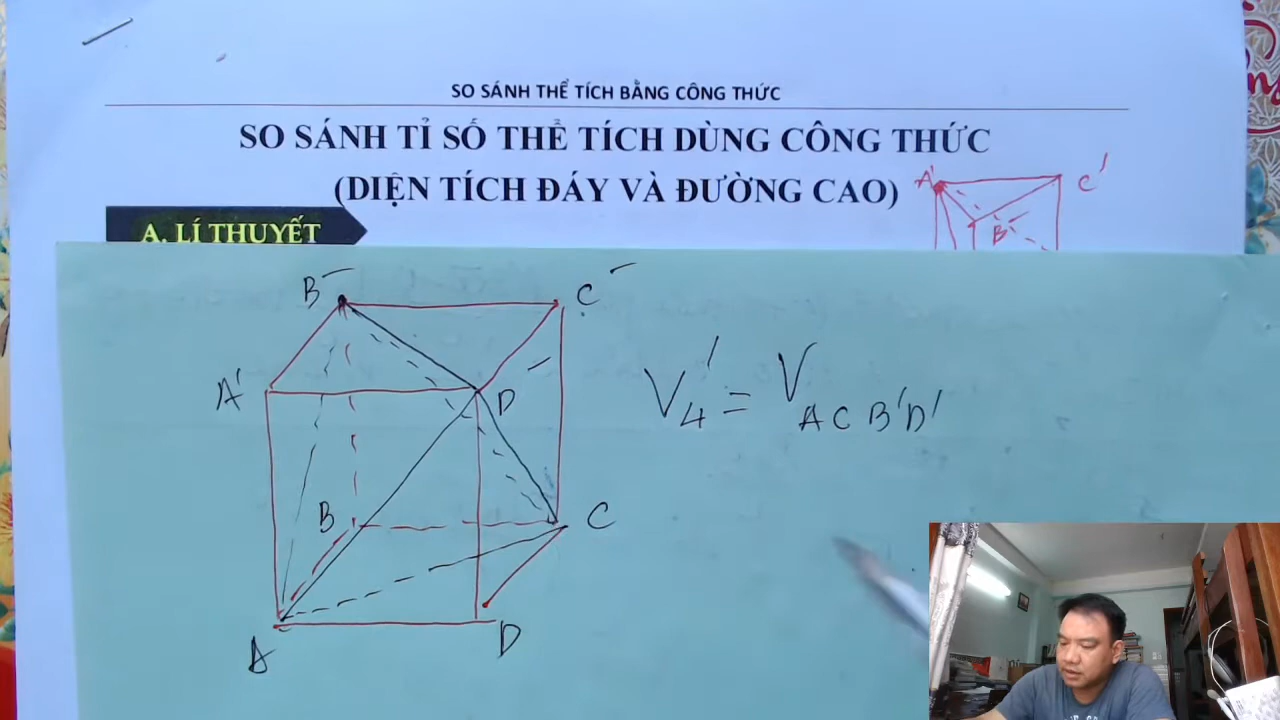 SO SÁNH THỂ TÍCH BẰNG CÔNG THỨC
SO SÁNH TỈ SỐ THỂ TÍCH DÙNG CÔNG THỨC
(DIỆN TÍCH ĐÁY VÀ ĐƯỜNG CAO)
A. LÍ THUYẾT
A' C'
B'
B' C'
A' D
B C
A D
V₄' = V ACB'D'